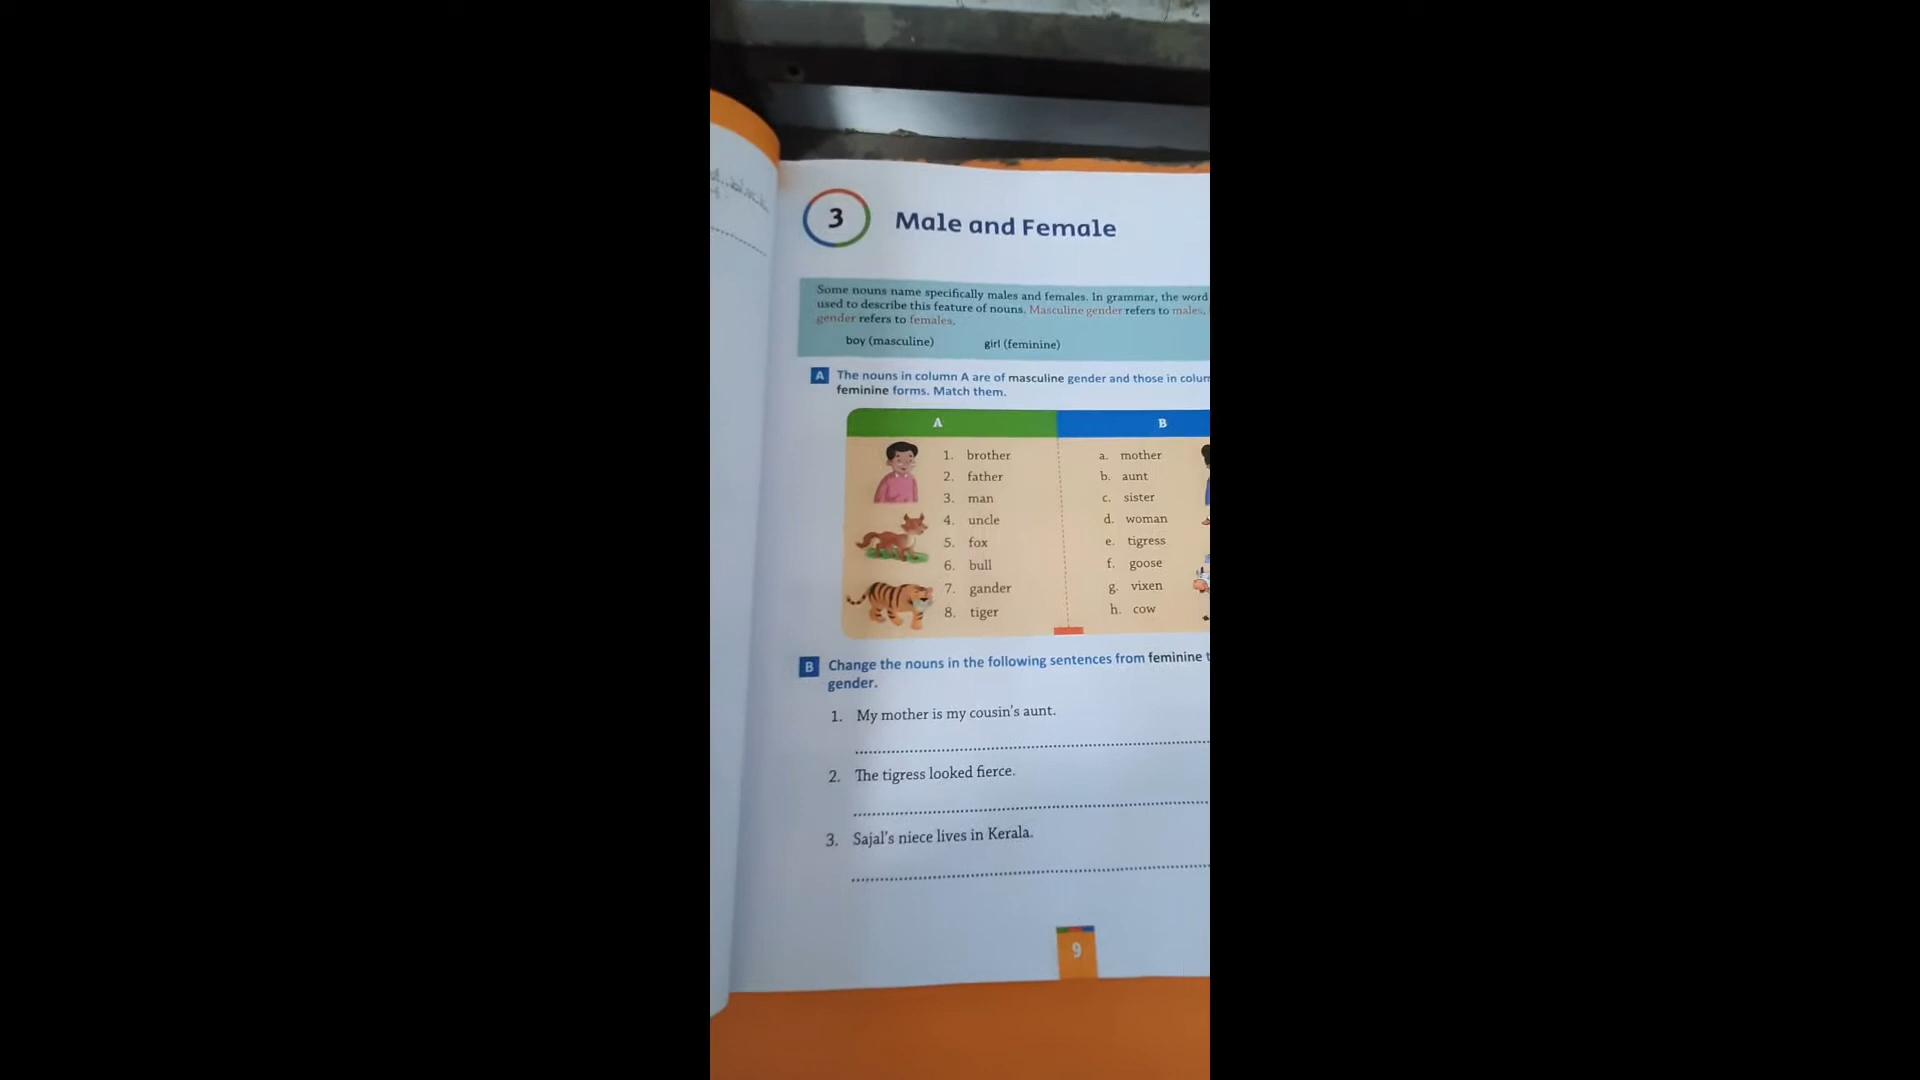 3
Male and Female
Some nouns name specifically males and females. In grammar, the word
used to describe this feature of nouns. Masculine gender refers to males.
gender refers to females.
boy (masculine) girl (feminine)
A The nouns in column A are of masculine gender and those in
feminine forms. Match them.
A B
1. brother a. mother
2. father b. aunt
3. man c. sister
4. uncle d. woman
5. fox e. tigress
6. bull f. goose
7. gander g. vixen
8. tiger h. cow
B Change the nouns in the following sentences from feminine
gender.
1. My mother is my cousin's aunt.
2. The tigress looked fierce.
3. Sajal's niece lives in Kerala.
9